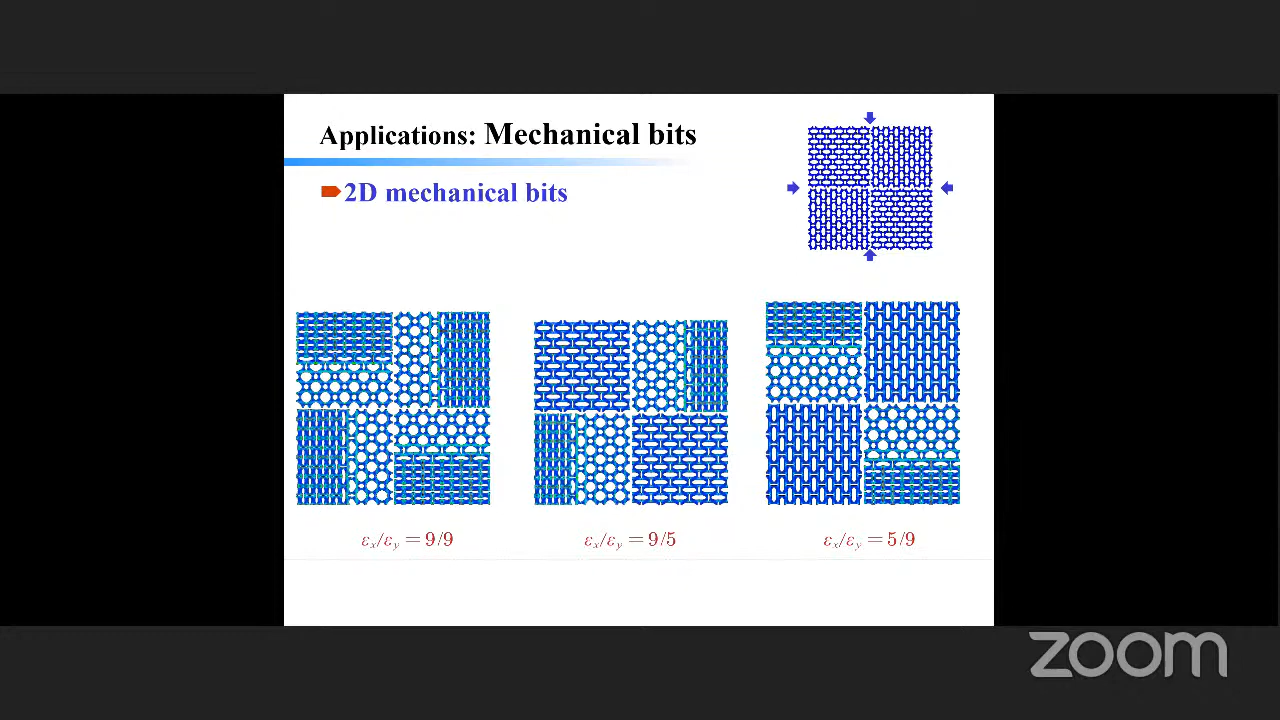 Applications: Mechanical bits
2D mechanical bits
εx/εy = 9/9
εx/εy = 9/5
εx/εy = 5/9
zoom